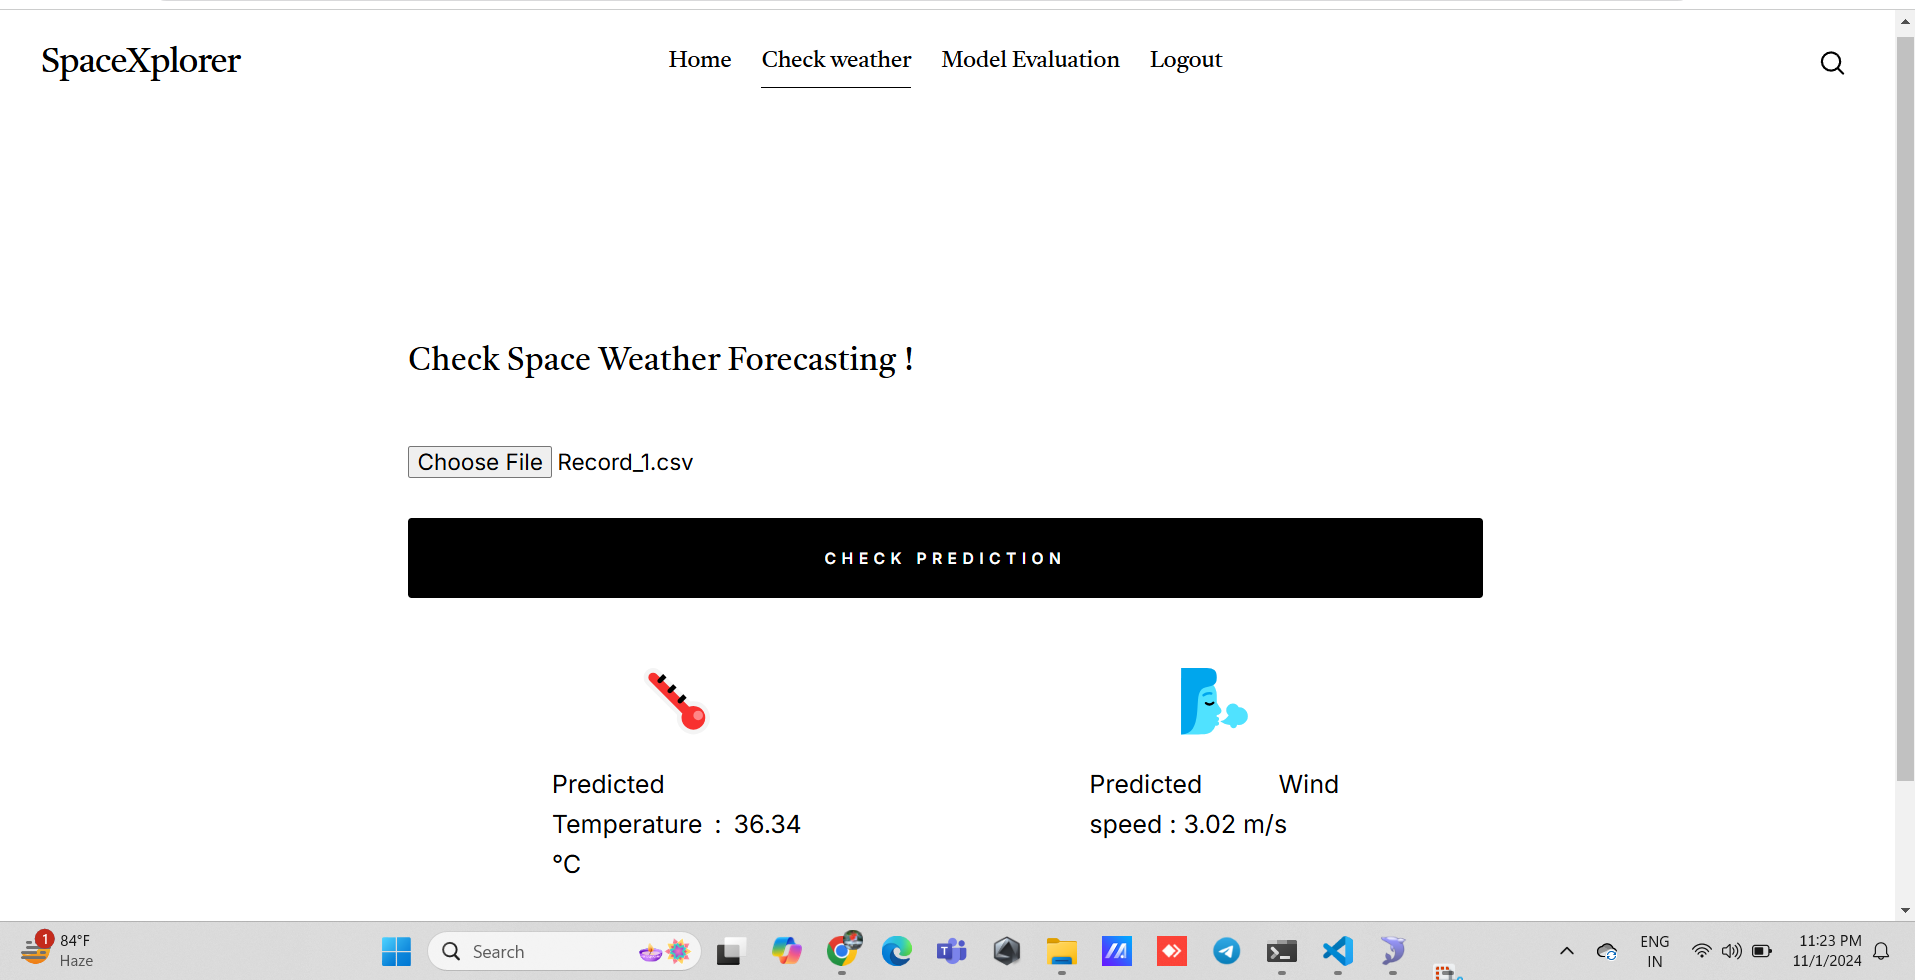 SpaceXplorer
Home Check weather Model Evaluation Logout
Check Space Weather Forecasting !
Choose File Record_1.csv
CHECK PREDICTION
Predicted
Temperature : 36.34
°C
Predicted Wind
speed : 3.02 m/s
1
84°F
Haze
Search
ENG
IN
11:23 PM
11/1/2024